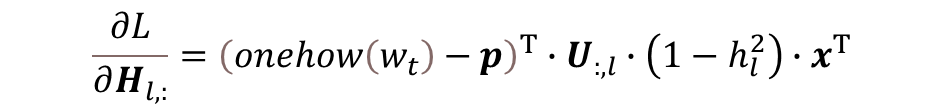 ∂L/∂H_{l,:} = (onehow(w_t) − p)^T · U_{:,l} · (1 − h_l^2) · x^T